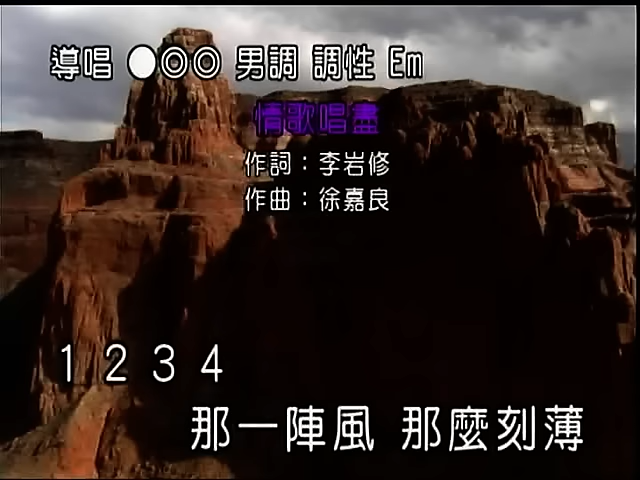 導唱 ●◎◎ 男調 調性 Em
情歌唱盡
作詞：李岩修
作曲：徐嘉良
1 2 3 4
那一陣風 那麼刻薄